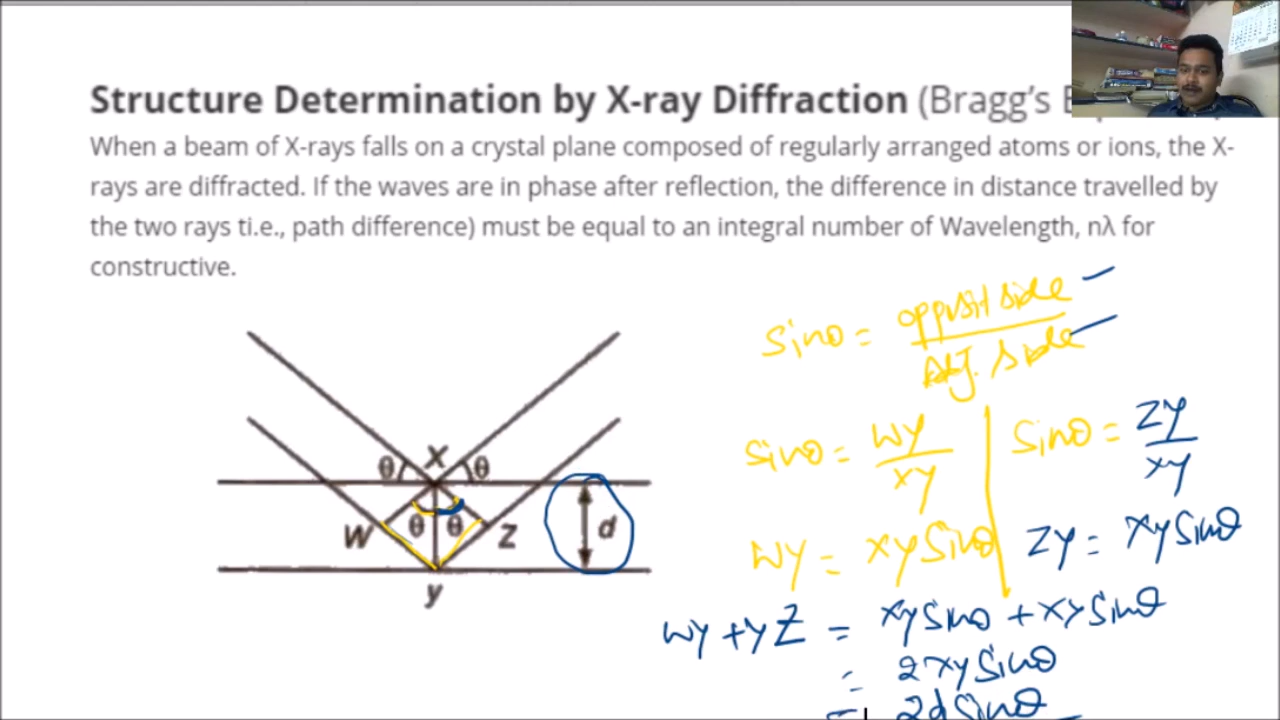 Structure Determination by X-ray Diffraction (Bragg's
When a beam of X-rays falls on a crystal plane composed of regularly arranged atoms or ions, the X-
rays are diffracted. If the waves are in phase after reflection, the difference in distance travelled by
the two rays ti.e., path difference) must be equal to an integral number of Wavelength, nλ for
constructive.
Sinθ = opposit side / Adj. side
Sinθ = WY / XY
Sinθ = ZY / XY
θ X θ
W θ θ Z d
y
WY = XY Sinθ
ZY = XY Sinθ
WY + YZ = XY Sinθ + XY Sinθ
= 2XY Sinθ
= 2d Sinθ